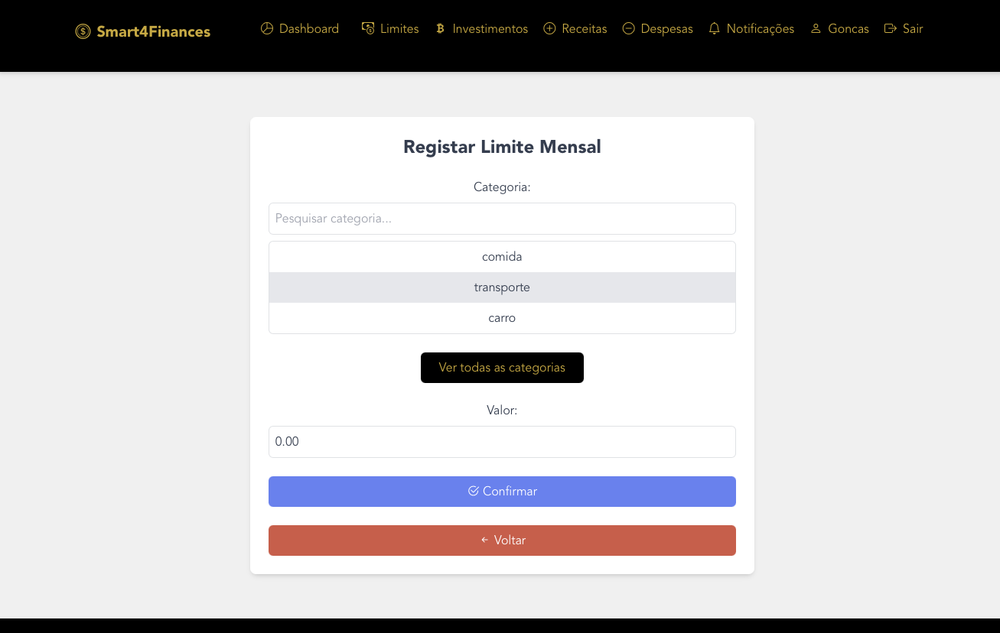 Smart4Finances Dashboard Limites Investimentos Receitas Despesas Notificações Goncas Sair
Registar Limite Mensal
Categoria:
Pesquisar categoria...
comida
transporte
carro
Ver todas as categorias
Valor:
0.00
Confirmar
Voltar